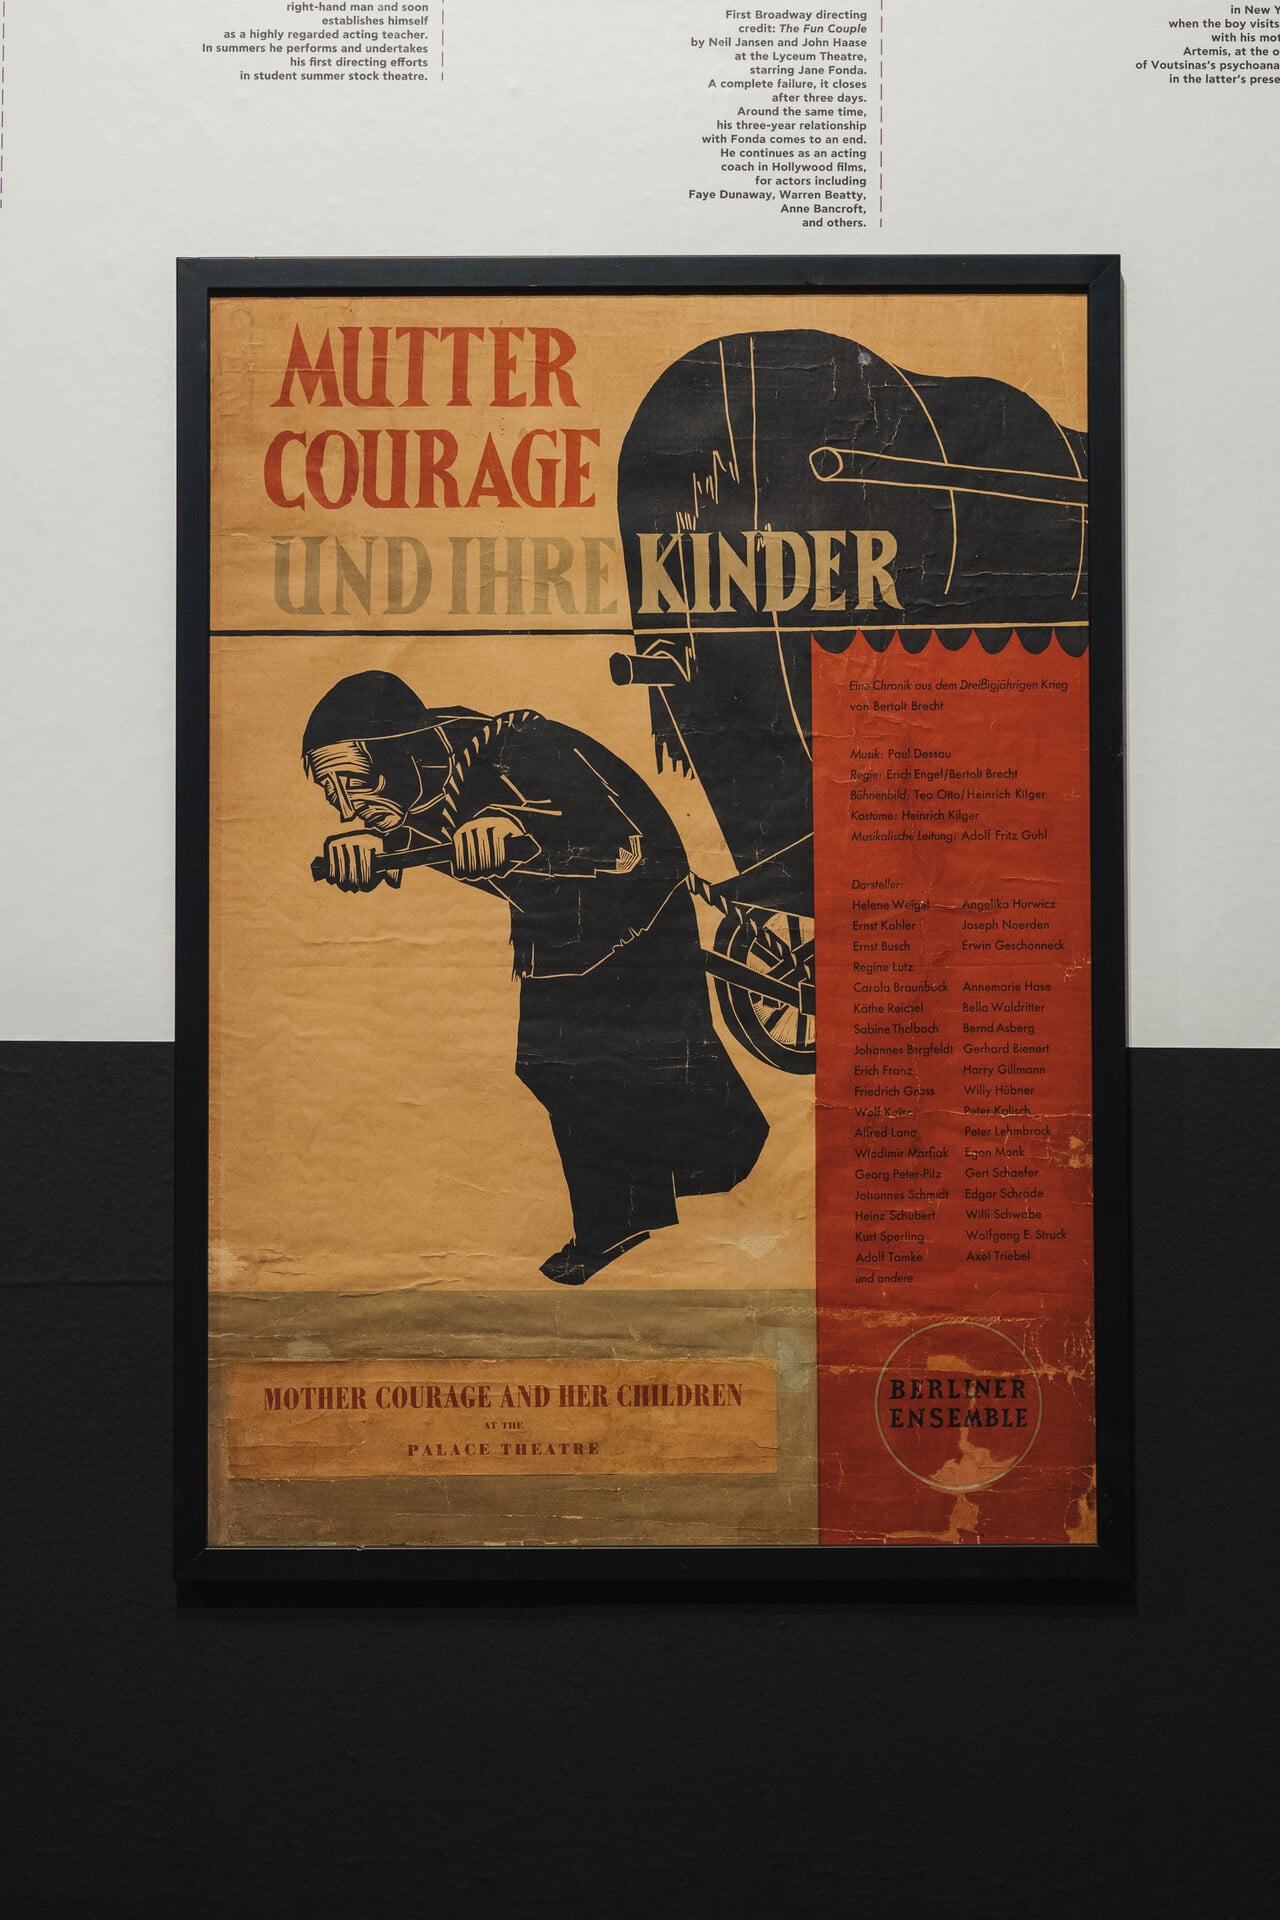 right-hand man and soon
establishes himself
as a highly regarded acting teacher.
In summers he performs and undertakes
his first directing efforts
in student summer stock theatre.
First Broadway directing
credit: The Fun Couple
by Neil Jansen and John Haase
at the Lyceum Theatre,
starring Jane Fonda.
A complete failure, it closes
after three days.
Around the same time,
his three-year relationship
with Fonda comes to an end.
He continues as an acting
coach in Hollywood films,
for actors including
Faye Dunaway, Warren Beatty,
Anne Bancroft,
and others.
in New Y
when the boy visits
with his mot
Artemis, at the o
of Voutsinas's psychoana
in the latter's prese
MUTTER
COURAGE
UND IHRE KINDER
Eine Chronik aus dem Dreißigjährigen Krieg
von Bertolt Brecht
Musik: Paul Dessau
Regie: Erich Engel/Bertolt Brecht
Bühnenbild: Teo Otto/Heinrich Kilger
Kostüme: Heinrich Kilger
Musikalische Leitung: Adolf Fritz Guhl
Darsteller:
Helene Weigel Angelika Hurwicz
Ernst Kahler Joseph Noerden
Ernst Busch Erwin Geschonneck
Regine Lutz
Carola Braunbock Annemarie Hase
Käthe Reichel Bella Waldritter
Sabine Thalbach Bernd Asberg
Johannes Bergfeldt Gerhard Bienert
Erich Franz Harry Gillmann
Friedrich Gnass Willy Hübner
Wolf Kaiser Peter Kalisch
Alfred Land Peter Lehmbrock
Wladimir Marfiak Egon Monk
Georg Peter-Pilz Gert Schaefer
Johannes Schmidt Edgar Schrade
Heinz Schubert Willi Schwabe
Kurt Sperling Wolfgang E. Struck
Adolf Tamke Axel Triebel
und andere
MOTHER COURAGE AND HER CHILDREN
AT THE
PALACE THEATRE
BERLINER
ENSEMBLE